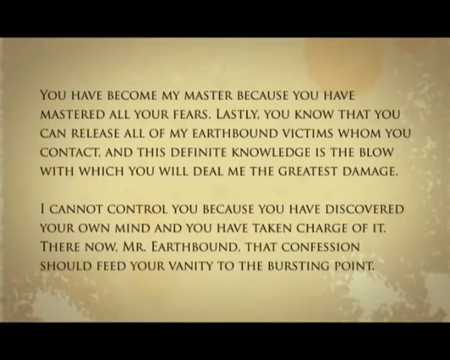 You have become my master because you have
mastered all your fears. Lastly, you know that you
can release all of my earthbound victims whom you
contact, and this definite knowledge is the blow
with which you will deal me the greatest damage.
I cannot control you because you have discovered
your own mind and you have taken charge of it.
There now, Mr. Earthbound, that confession
should feed your vanity to the bursting point.